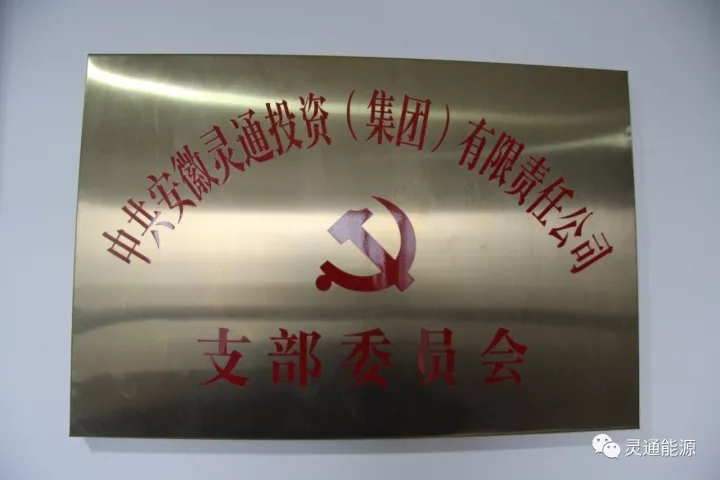 中共安徽灵通投资（集团）有限责任公司
支部委员会
灵通能源